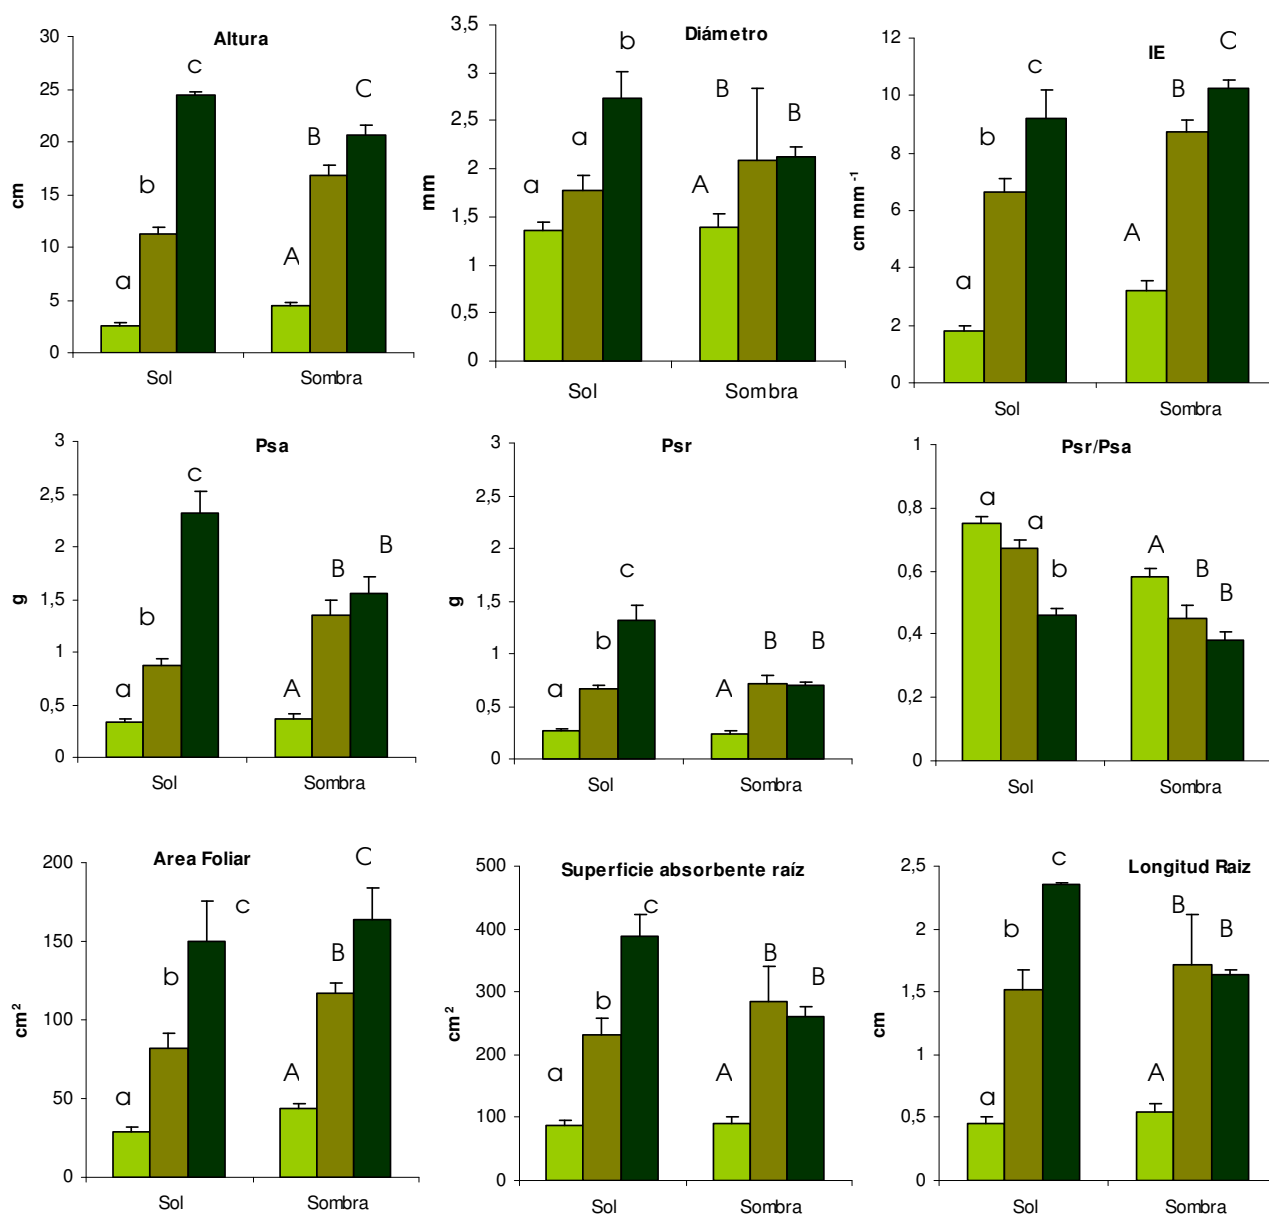 Altura
cm
30
25
20
15
10
5
0
a
b
c
A
B
C
Sol Sombra
Diámetro
mm
3,5
3
2,5
2
1,5
1
0,5
0
a
a
b
A
B
B
Sol Sombra
IE
cm mm⁻¹
12
10
8
6
4
2
0
a
b
c
A
B
C
Sol Sombra
Psa
g
3
2,5
2
1,5
1
0,5
0
a
b
c
A
B
B
Sol Sombra
Psr
g
3
2,5
2
1,5
1
0,5
0
a
b
c
A
B
B
Sol Sombra
Psr/Psa
1
0,8
0,6
0,4
0,2
0
a
a
b
A
B
B
Sol Sombra
Area Foliar
cm²
200
150
100
50
0
a
b
c
A
B
C
Sol Sombra
Superficie absorbente raíz
cm²
500
400
300
200
100
0
a
b
c
A
B
B
Sol Sombra
Longitud Raiz
cm
2,5
2
1,5
1
0,5
0
a
b
c
A
B
B
Sol Sombra